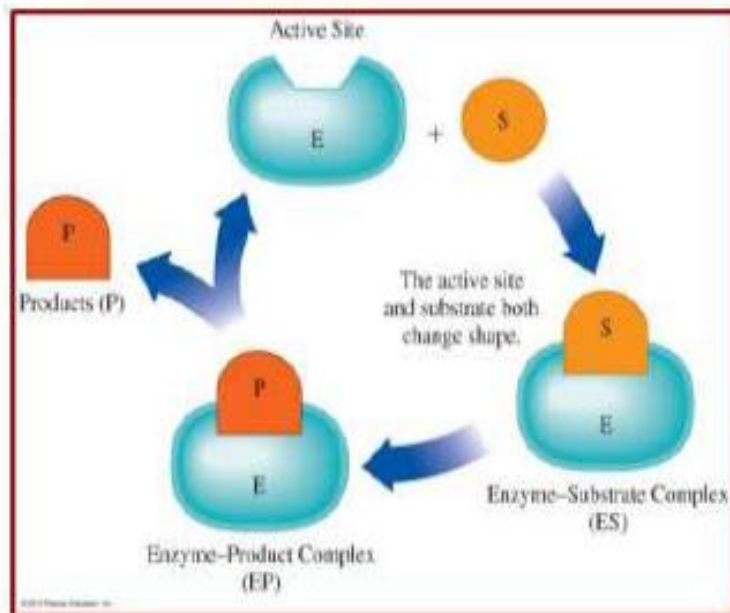 Active Site
E
+
S
P
Products (P)
The active site
and substrate both
change shape.
S
E
P
E
Enzyme–Substrate Complex
(ES)
Enzyme–Product Complex
(EP)